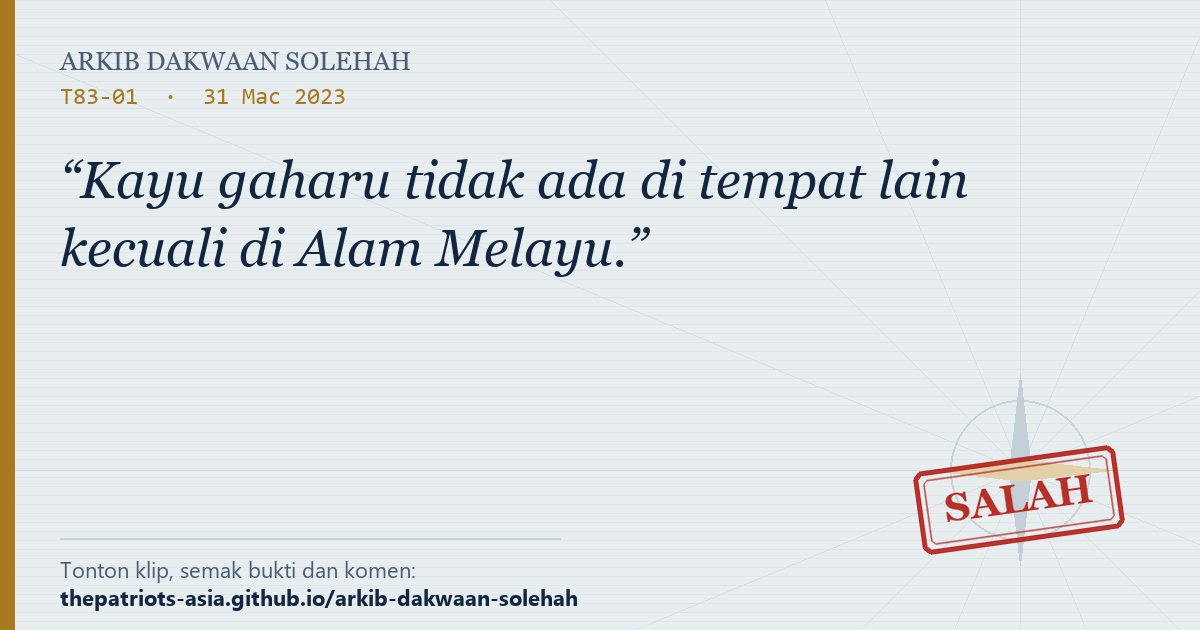 ARKIB DAKWAAN SOLEHAH
T83-01 · 31 Mac 2023
“Kayu gaharu tidak ada di tempat lain
kecuali di Alam Melayu.”
SALAH
Tonton klip, semak bukti dan komen:
thepatriots-asia.github.io/arkib-dakwaan-solehah